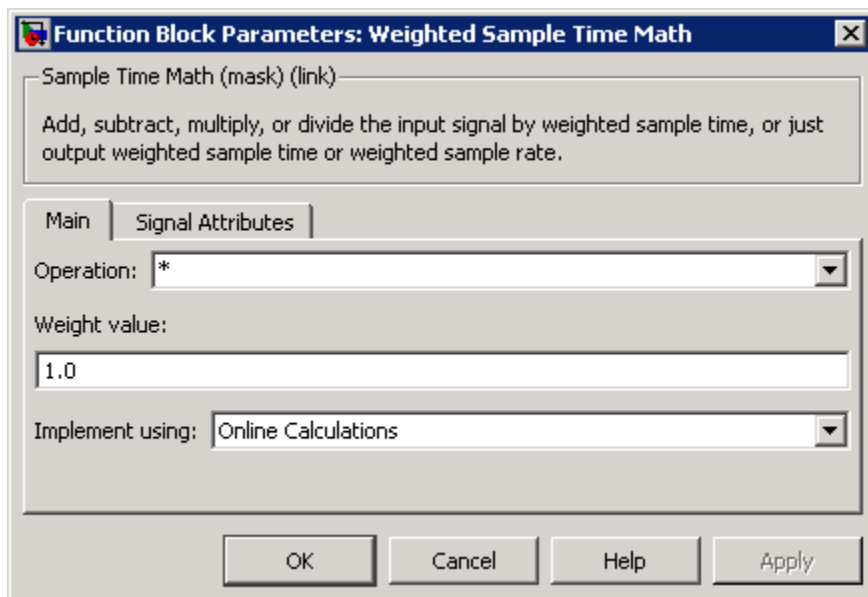 Function Block Parameters: Weighted Sample Time Math
Sample Time Math (mask) (link)
Add, subtract, multiply, or divide the input signal by weighted sample time, or just
output weighted sample time or weighted sample rate.
Main Signal Attributes
Operation: *
Weight value:
1.0
Implement using: Online Calculations
OK Cancel Help Apply